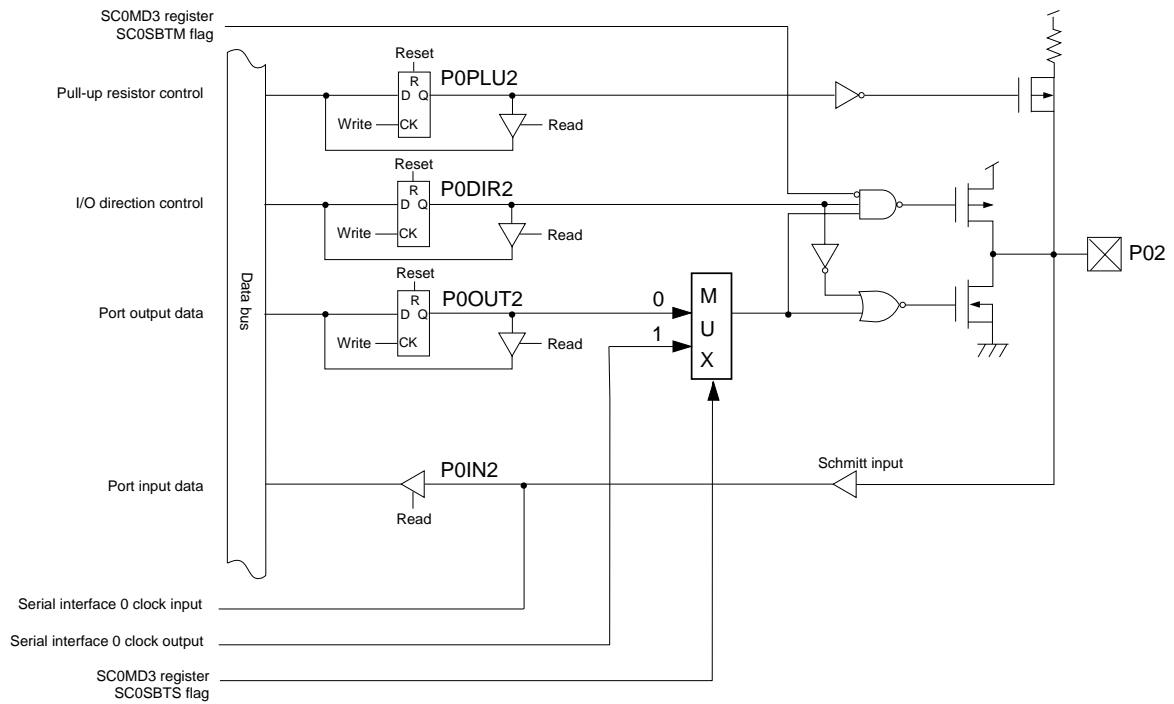 SC0MD3 register
SC0SBTM flag
Pull-up resistor control
Reset
R
D Q
CK
Write
P0PLU2
Read
I/O direction control
Reset
R
D Q
CK
Write
P0DIR2
Read
Port output data
Reset
R
D Q
CK
Write
P0OUT2
Read
Data bus
0
1
M
U
X
P02
Port input data
P0IN2
Read
Schmitt input
Serial interface 0 clock input
Serial interface 0 clock output
SC0MD3 register
SC0SBTS flag